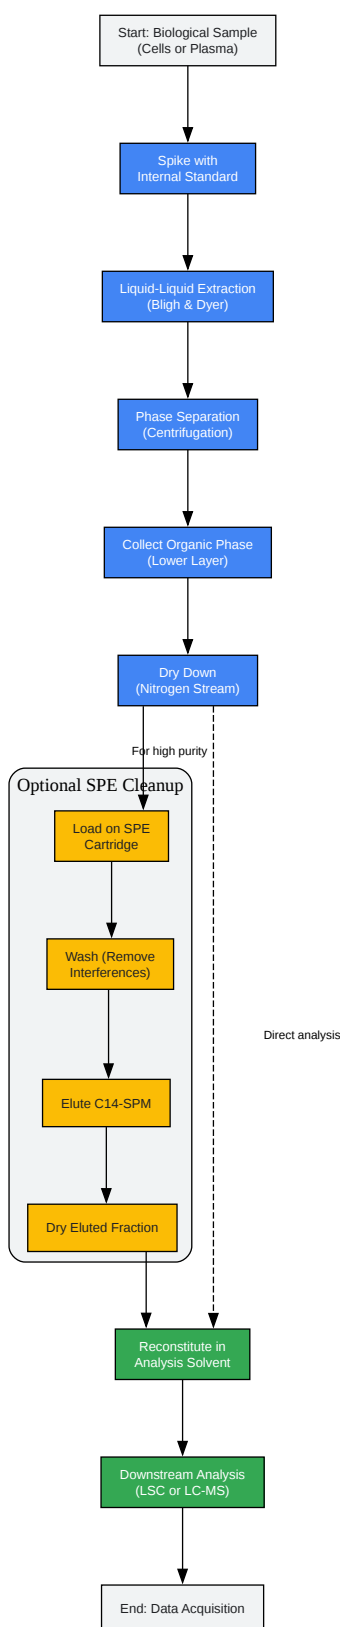 Start: Biological Sample
(Cells or Plasma)
Spike with
Internal Standard
Liquid-Liquid Extraction
(Bligh & Dyer)
Phase Separation
(Centrifugation)
Collect Organic Phase
(Lower Layer)
Dry Down
(Nitrogen Stream)
For high purity
Optional SPE Cleanup
Load on SPE
Cartridge
Wash (Remove
Interferences)
Direct analysis
Elute C14-SPM
Dry Eluted Fraction
Reconstitute in
Analysis Solvent
Downstream Analysis
(LSC or LC-MS)
End: Data Acquisition